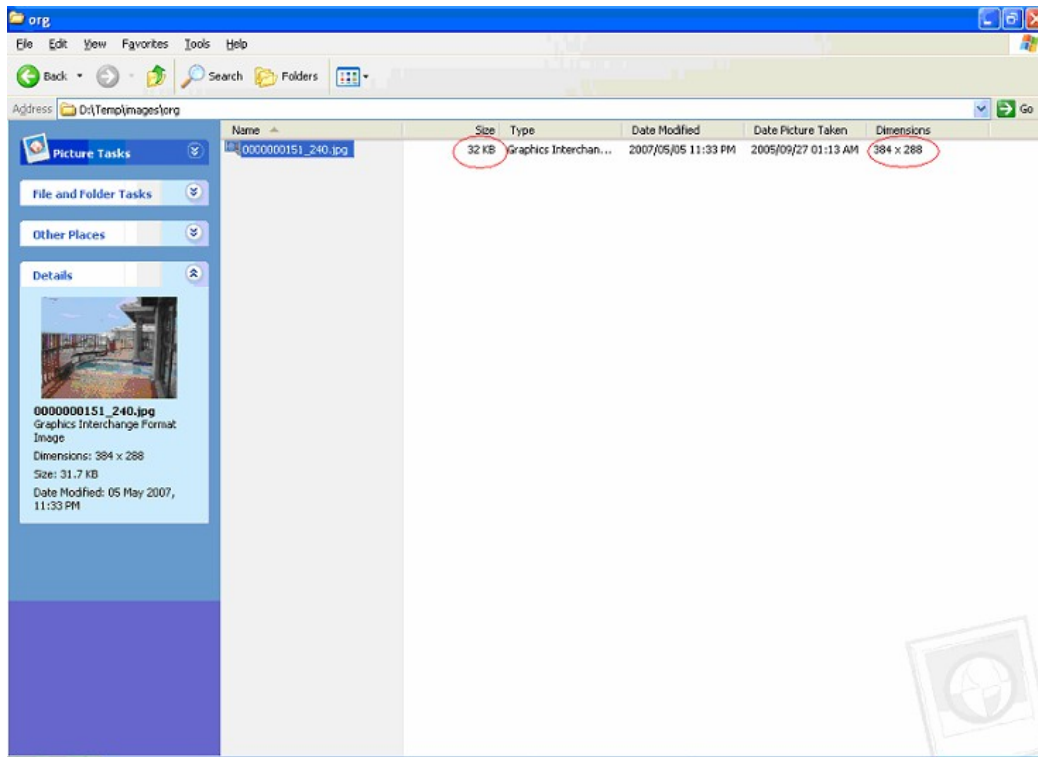 org
File Edit View Favorites Tools Help
Back Search Folders
Address D:\Temp\images\org Go
Name Size Type Date Modified Date Picture Taken Dimensions
0000000151_240.jpg 32 KB Graphics Interchan... 2007/05/05 11:33 PM 2005/09/27 01:13 AM 384 x 288
Picture Tasks
File and Folder Tasks
Other Places
Details
0000000151_240.jpg
Graphics Interchange Format
Image
Dimensions: 384 x 288
Size: 31.7 KB
Date Modified: 05 May 2007,
11:33 PM